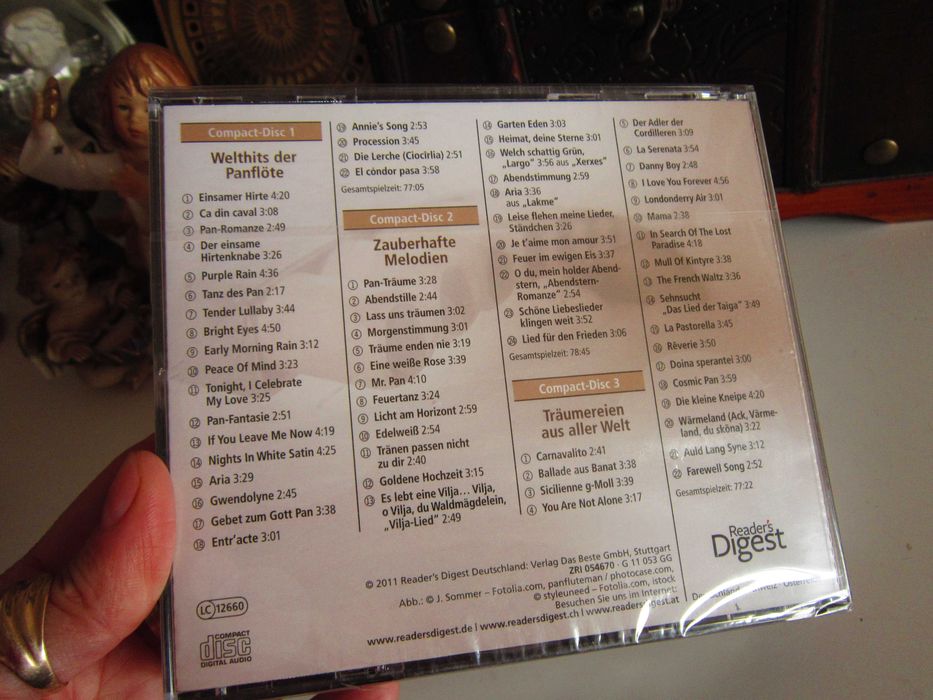 Compact-Disc 1
Welthits der
Panflöte
① Einsamer Hirte 4:20
② Ca din caval 3:08
③ Pan-Romanze 2:49
④ Der einsame
Hirtenknabe 3:26
⑤ Purple Rain 4:36
⑥ Tanz des Pan 2:17
⑦ Tender Lullaby 3:44
⑧ Bright Eyes 4:50
⑨ Early Morning Rain 3:12
⑩ Peace Of Mind 3:23
⑪ Tonight, I Celebrate
My Love 3:25
⑫ Pan-Fantasie 2:51
⑬ If You Leave Me Now 4:19
⑭ Nights In White Satin 4:25
⑮ Aria 3:29
⑯ Gwendolyne 2:45
⑰ Gebet zum Gott Pan 3:38
⑱ Entr'acte 3:01
⑲ Annie's Song 2:53
⑳ Procession 3:45
㉑ Die Lerche (Ciocîrlia) 2:51
㉒ El cóndor pasa 3:58
Gesamtspielzeit: 77:05
Compact-Disc 2
Zauberhafte
Melodien
① Pan-Träume 3:28
② Abendstille 2:44
③ Lass uns träumen 3:02
④ Morgenstimmung 3:01
⑤ Träume enden nie 3:19
⑥ Eine weiße Rose 3:39
⑦ Mr. Pan 4:10
⑧ Feuertanz 3:24
⑨ Licht am Horizont 2:59
⑩ Edelweiß 2:54
⑪ Tränen passen nicht
zu dir 2:40
⑫ Goldene Hochzeit 3:15
⑬ Es lebt eine Vilja... Vilja,
o Vilja, du Waldmägdelein,
„Vilja-Lied" 2:49
⑭ Garten Eden 3:03
⑮ Heimat, deine Sterne 3:01
⑯ Welch schattig Grün,
„Largo" 3:56 aus „Xerxes"
⑰ Abendstimmung 2:59
⑱ Aria 3:36
aus „Lakme"
⑲ Leise flehen meine Lieder,
Ständchen 3:26
⑳ Je t'aime mon amour 3:51
㉑ Feuer im ewigen Eis 3:37
㉒ O du, mein holder Abend-
stern, „Abendstern-
Romanze" 2:54
㉓ Schöne Liebeslieder
klingen weit 3:52
㉔ Lied für den Frieden 3:06
Gesamtspielzeit: 78:45
Compact-Disc 3
Träumereien
aus aller Welt
① Carnavalito 2:41
② Ballade aus Banat 3:38
③ Sicilienne g-Moll 3:39
④ You Are Not Alone 3:17
⑤ Der Adler der
Cordilleren 3:09
⑥ La Serenata 3:54
⑦ Danny Boy 2:48
⑧ I Love You Forever 4:56
⑨ Londonderry Air 3:01
⑩ Mama 2:38
⑪ In Search Of The Lost
Paradise 4:18
⑫ Mull Of Kintyre 3:38
⑬ The French Waltz 3:36
⑭ Sehnsucht
„Das Lied der Taiga" 3:49
⑮ La Pastorella 3:45
⑯ Rêverie 3:50
⑰ Doina sperantei 3:00
⑱ Cosmic Pan 3:59
⑲ Die kleine Kneipe 4:20
⑳ Wärmeland (Ack, Värme-
land, du sköna) 3:22
㉑ Auld Lang Syne 3:12
㉒ Farewell Song 2:52
Gesamtspielzeit: 77:22
Reader's
Digest
© 2011 Reader's Digest Deutschland: Verlag Das Beste GmbH, Stuttgart
ZRI 054670 · G 11 053 GG
Abb.: © J. Sommer – Fotolia.com, panfluteman / photocase.com,
© styleuneed – Fotolia.com, istock
Besuchen Sie uns im Internet:
www.readersdigest.de | www.readersdigest.ch | www.readersdigest.at
LC 12660
COMPACT
disc
DIGITAL AUDIO
1